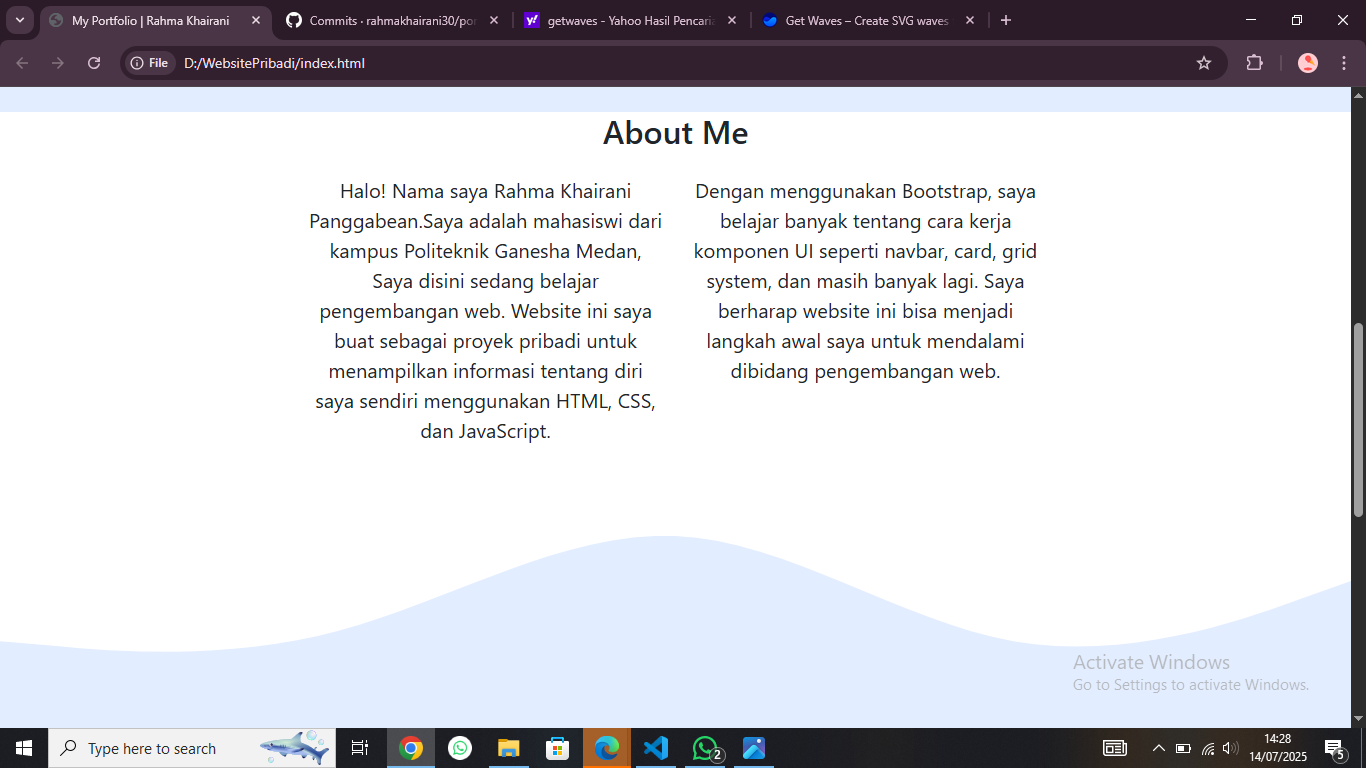 My Portfolio | Rahma Khairani
Commits · rahmakhairani30/por
getwaves - Yahoo Hasil Pencaria
Get Waves – Create SVG waves
File
D:/WebsitePribadi/index.html
About Me
Halo! Nama saya Rahma Khairani
Panggabean.Saya adalah mahasiswi dari
kampus Politeknik Ganesha Medan,
Saya disini sedang belajar
pengembangan web. Website ini saya
buat sebagai proyek pribadi untuk
menampilkan informasi tentang diri
saya sendiri menggunakan HTML, CSS,
dan JavaScript.
Dengan menggunakan Bootstrap, saya
belajar banyak tentang cara kerja
komponen UI seperti navbar, card, grid
system, dan masih banyak lagi. Saya
berharap website ini bisa menjadi
langkah awal saya untuk mendalami
dibidang pengembangan web.
Activate Windows
Go to Settings to activate Windows.
Type here to search
2
14:28
14/07/2025
5